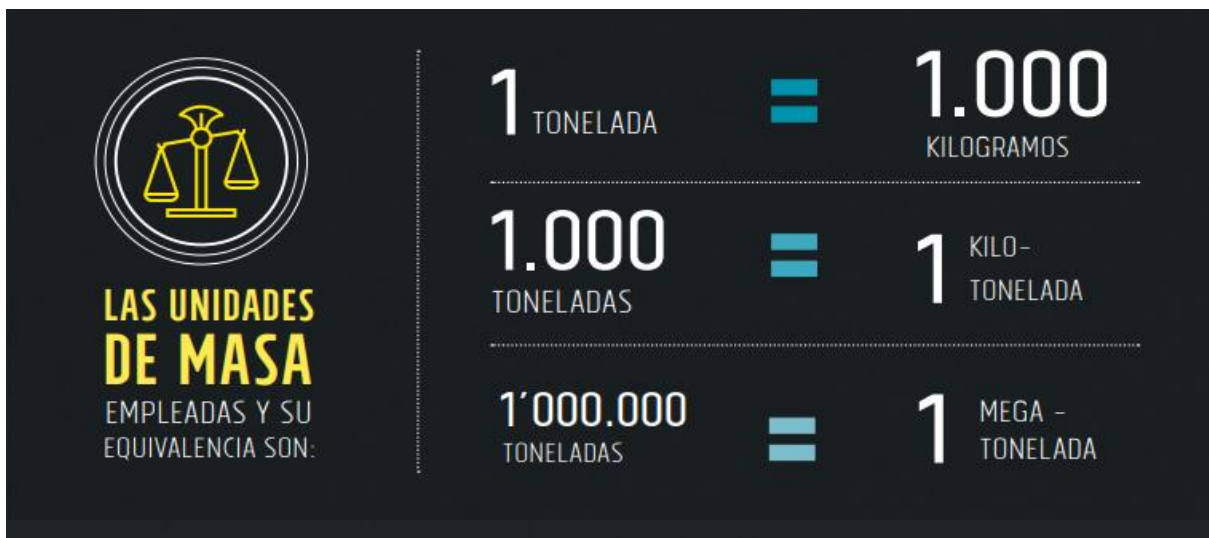 LAS UNIDADES
DE MASA
EMPLEADAS Y SU
EQUIVALENCIA SON:
1 TONELADA = 1.000
KILOGRAMOS
1.000
TONELADAS
=
1 KILO-
TONELADA
1´000.000
TONELADAS
=
1 MEGA -
TONELADA